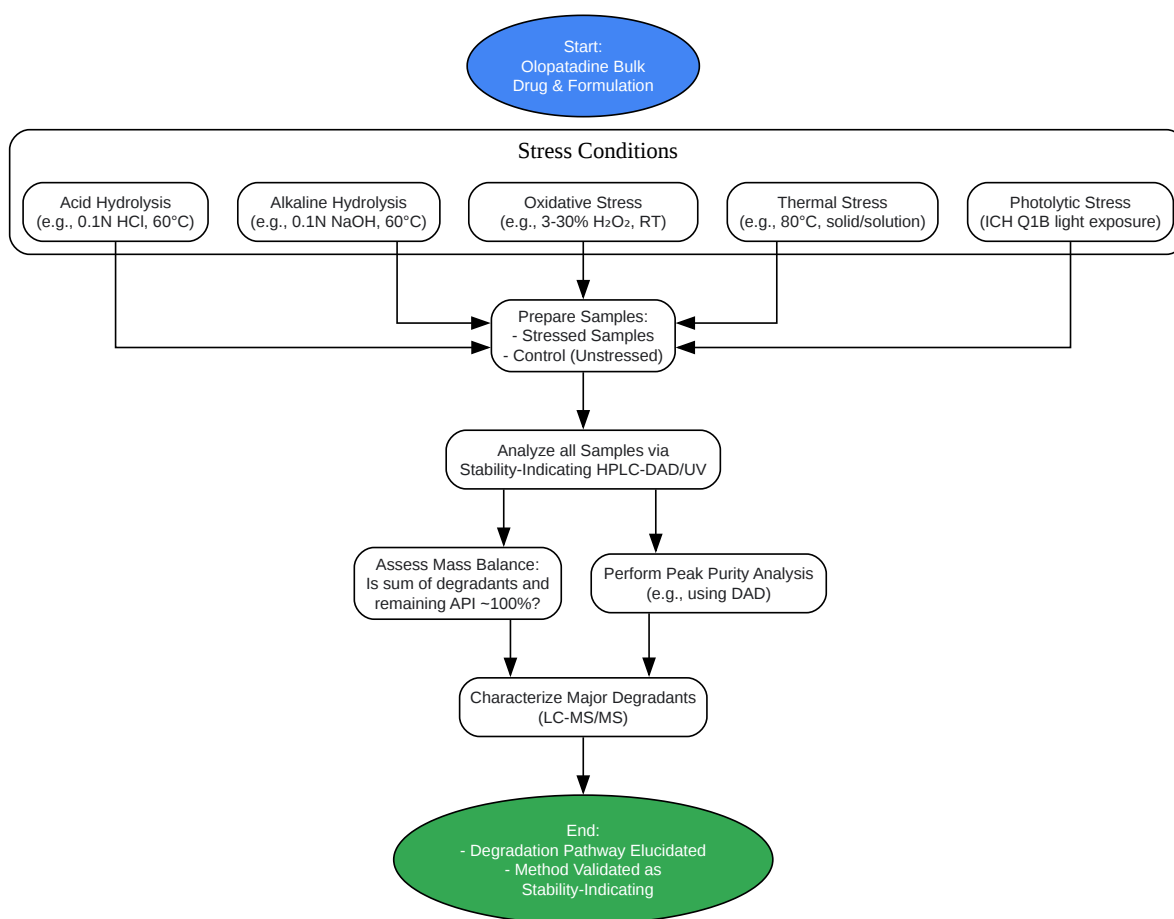 Start:
Olopatadine Bulk
Drug & Formulation
Stress Conditions
Acid Hydrolysis
(e.g., 0.1N HCl, 60°C)
Alkaline Hydrolysis
(e.g., 0.1N NaOH, 60°C)
Oxidative Stress
(e.g., 3-30% H₂O₂, RT)
Thermal Stress
(e.g., 80°C, solid/solution)
Photolytic Stress
(ICH Q1B light exposure)
Prepare Samples:
- Stressed Samples
- Control (Unstressed)
Analyze all Samples via
Stability-Indicating HPLC-DAD/UV
Assess Mass Balance:
Is sum of degradants and
remaining API ~100%?
Perform Peak Purity Analysis
(e.g., using DAD)
Characterize Major Degradants
(LC-MS/MS)
End:
- Degradation Pathway Elucidated
- Method Validated as
Stability-Indicating